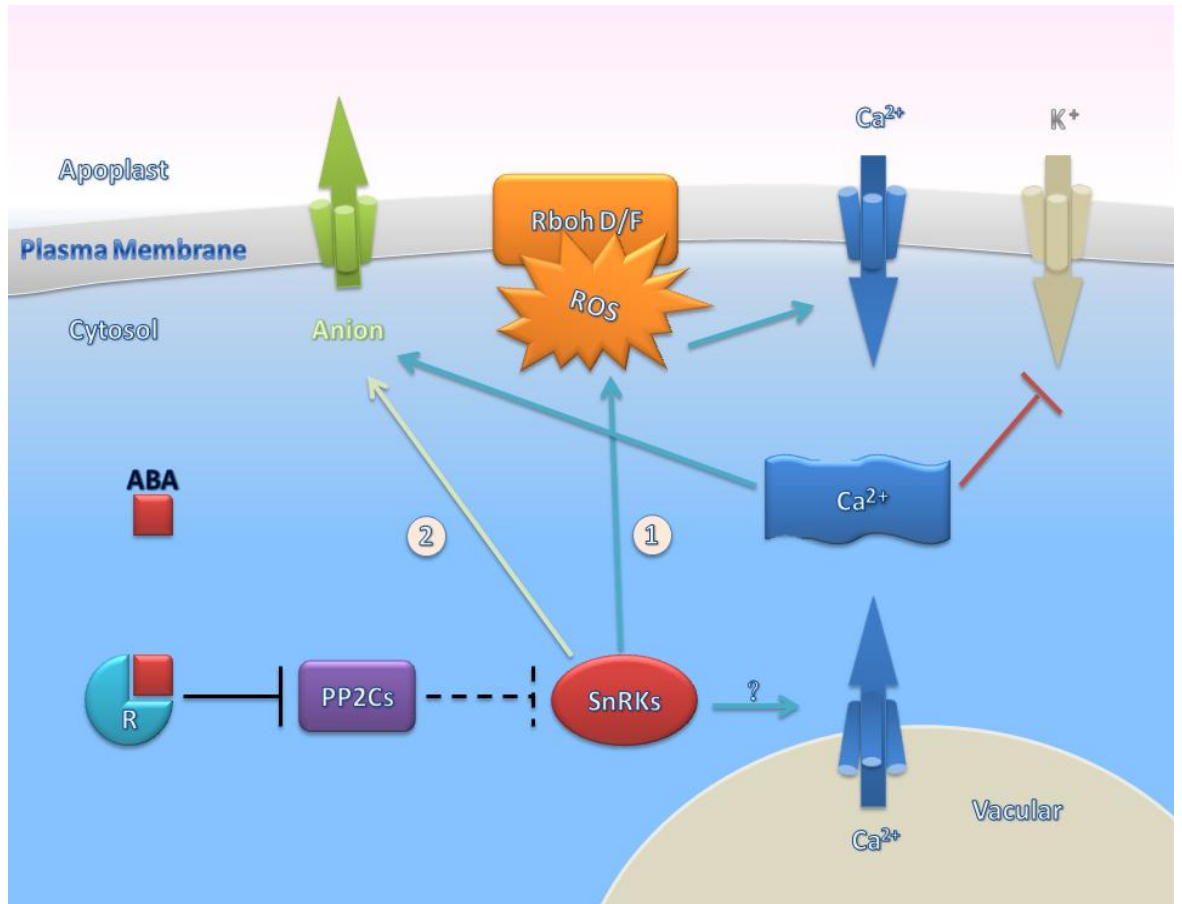 Ca²⁺
K⁺
Apoplast
Rboh D/F
Plasma Membrane
ROS
Cytosol
Anion
ABA
Ca²⁺
2
1
R
PP2Cs
SnRKs
?
Vacular
Ca²⁺